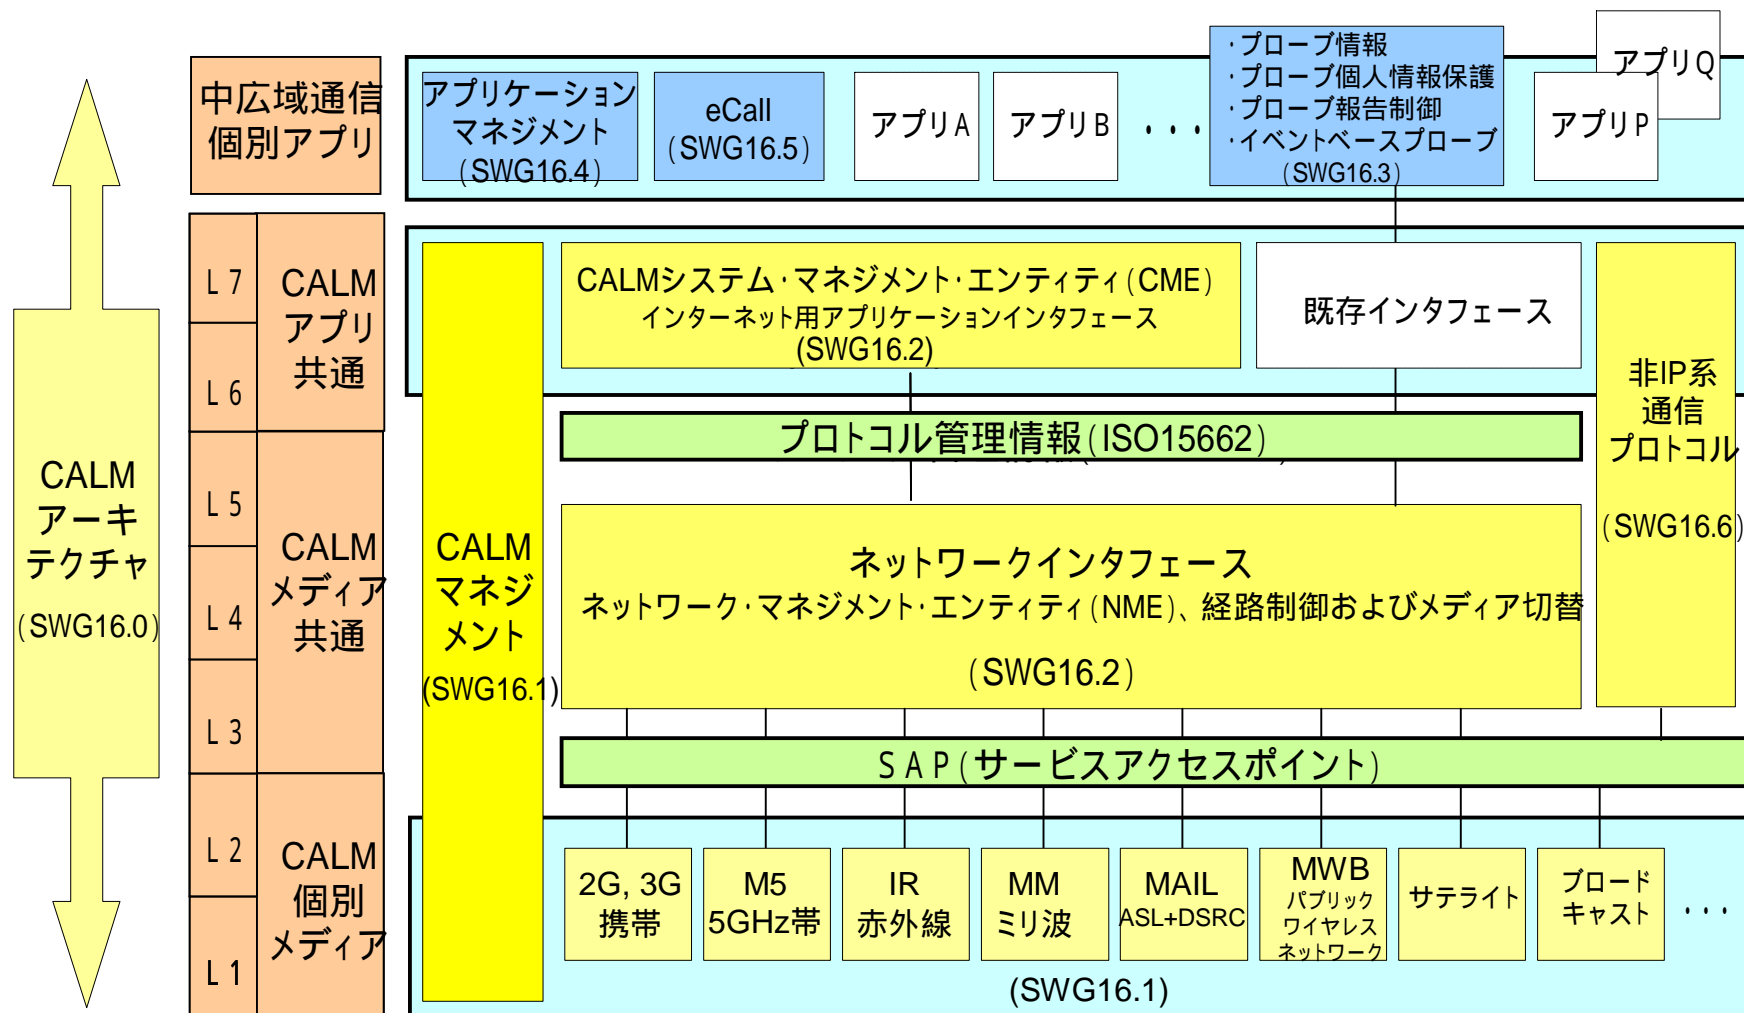 中広域通信
個別アプリ
アプリケーション
マネジメント
(SWG16.4)
eCall
(SWG16.5)
アプリA
アプリB
・・・
・プローブ情報
・プローブ個人情報保護
・プローブ報告制御
・イベントベースプローブ
(SWG16.3)
アプリQ
アプリP
CALM
アーキ
テクチャ
(SWG16.0)
L 7
L 6
L 5
L 4
L 3
L 2
L 1
CALM
アプリ
共通
CALM
メディア
共通
CALM
個別
メディア
CALM
マネジ
メント
(SWG16.1)
CALMシステム・マネジメント・エンティティ(CME)
インターネット用アプリケーションインタフェース
(SWG16.2)
既存インタフェース
非IP系
通信
プロトコル
(SWG16.6)
プロトコル管理情報(ISO15662)
ネットワークインタフェース
ネットワーク・マネジメント・エンティティ(NME)、経路制御およびメディア切替
(SWG16.2)
SAP(サービスアクセスポイント)
2G, 3G
携帯
M5
5GHz帯
IR
赤外線
MM
ミリ波
MAIL
ASL+DSRC
MWB
パブリック
ワイヤレス
ネットワーク
サテライト
ブロード
キャスト
・・・
(SWG16.1)